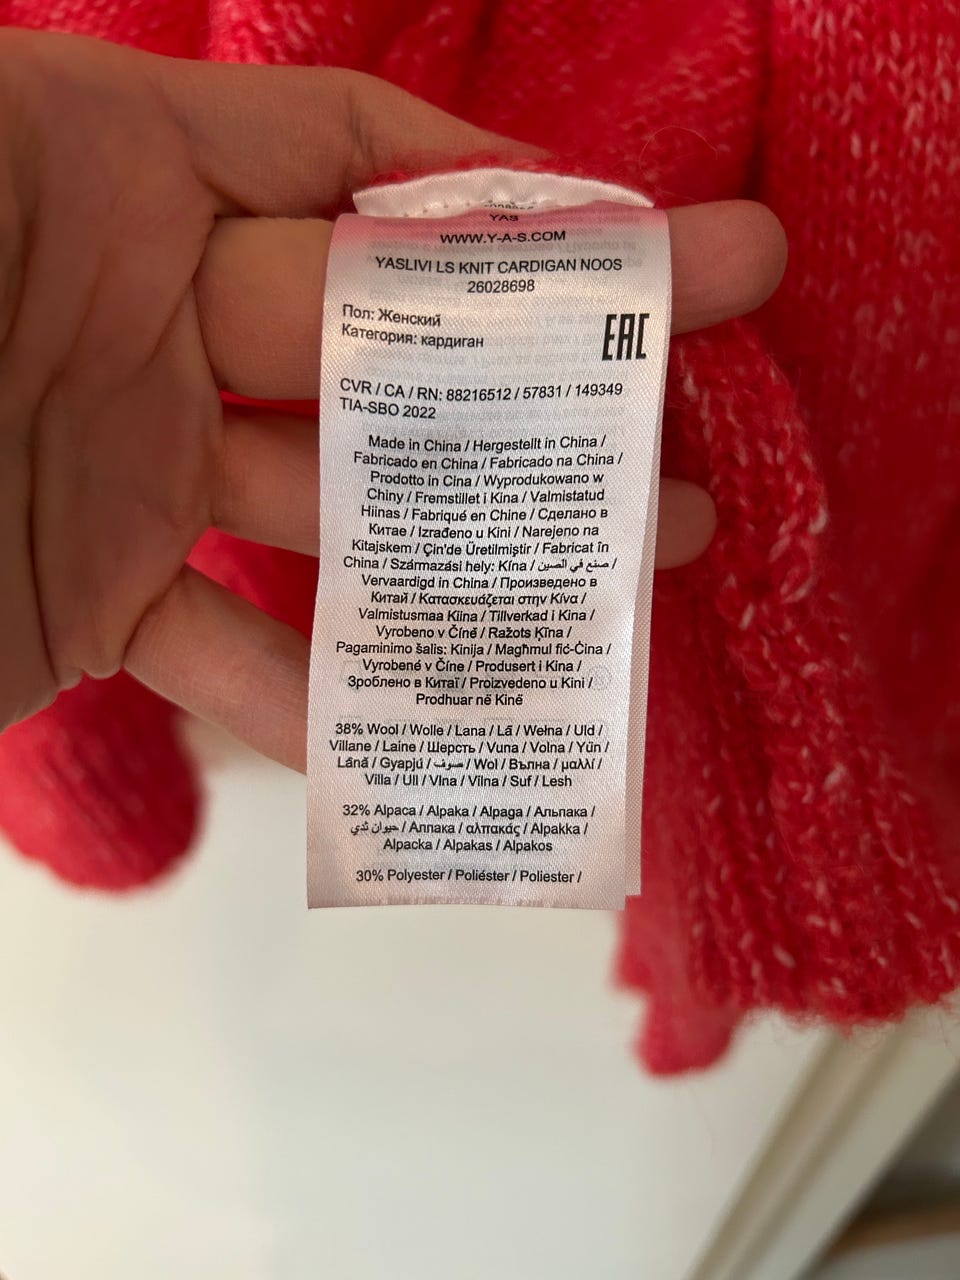 YAS
WWW.Y-A-S.COM
YASLIVI LS KNIT CARDIGAN NOOS
26028698
Пол: Женский
Категория: кардиган
EAC
CVR / CA / RN: 88216512 / 57831 / 149349
TIA-SBO 2022
Made in China / Hergestellt in China /
Fabricado en China / Fabricado na China /
Prodotto in Cina / Wyprodukowano w
Chiny / Fremstillet i Kina / Valmistatud
Hiinas / Fabriqué en Chine / Сделано в
Китае / Izrađeno u Kini / Narejeno na
Kitajskem / Çin'de Üretilmiştir / Fabricat în
China / Származási hely: Kína / صنع في الصين /
Vervaardigd in China / Произведено в
Китай / Κατασκευάζεται στην Κίνα /
Valmistusmaa Kiina / Tillverkad i Kina /
Vyrobeno v Číně / Ražots Ķīna /
Pagaminimo šalis: Kinija / Magħmul fiċ-Ċina /
Vyrobené v Číne / Produsert i Kina /
Зроблено в Китаї / Proizvedeno u Kini /
Prodhuar në Kinë
38% Wool / Wolle / Lana / Lã / Wełna / Uld /
Villane / Laine / Шерсть / Vuna / Volna / Yün /
Lână / Gyapjú / صوف / Wol / Вълна / μαλλί /
Villa / Ull / Vlna / Vilna / Suf / Lesh
32% Alpaca / Alpaka / Alpaga / Альпака /
حيوان ثدي / Алпака / αλπακάς / Alpakka /
Alpacka / Alpakas / Alpakos
30% Polyester / Poliéster / Poliester /